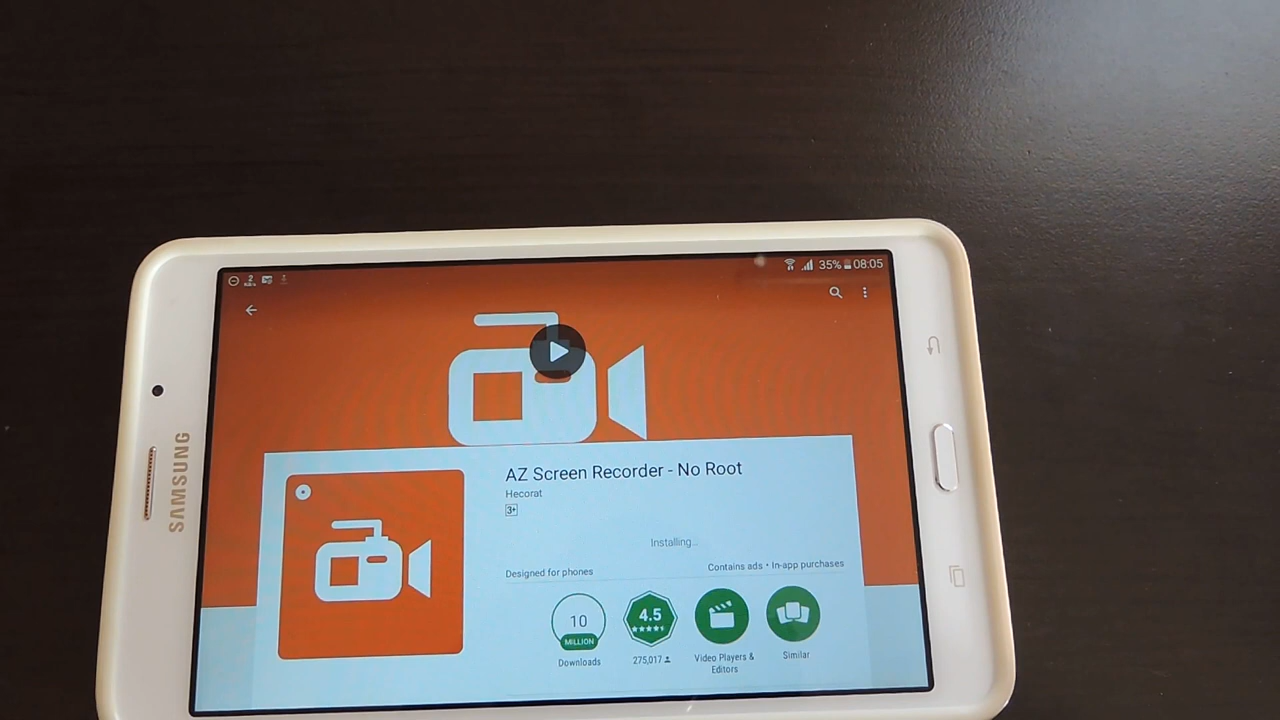 35% 08:05
2
SAMSUNG
AZ Screen Recorder - No Root
Hecorat
3+
Installing...
Designed for phones
Contains ads • In-app purchases
10
MILLION
Downloads
4.5
275,017
Video Players &
Editors
Similar